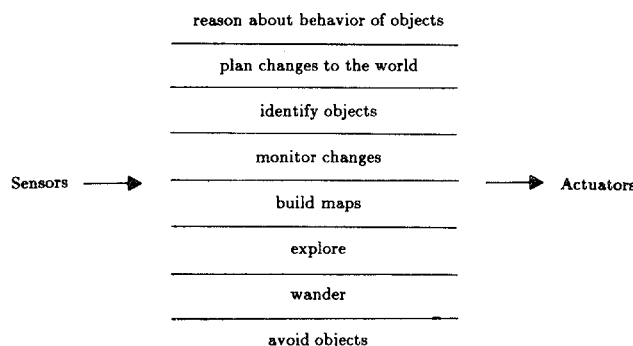 reason about behavior of objects
plan changes to the world
identify objects
monitor changes
Sensors
Actuators
build maps
explore
wander
avoid objects